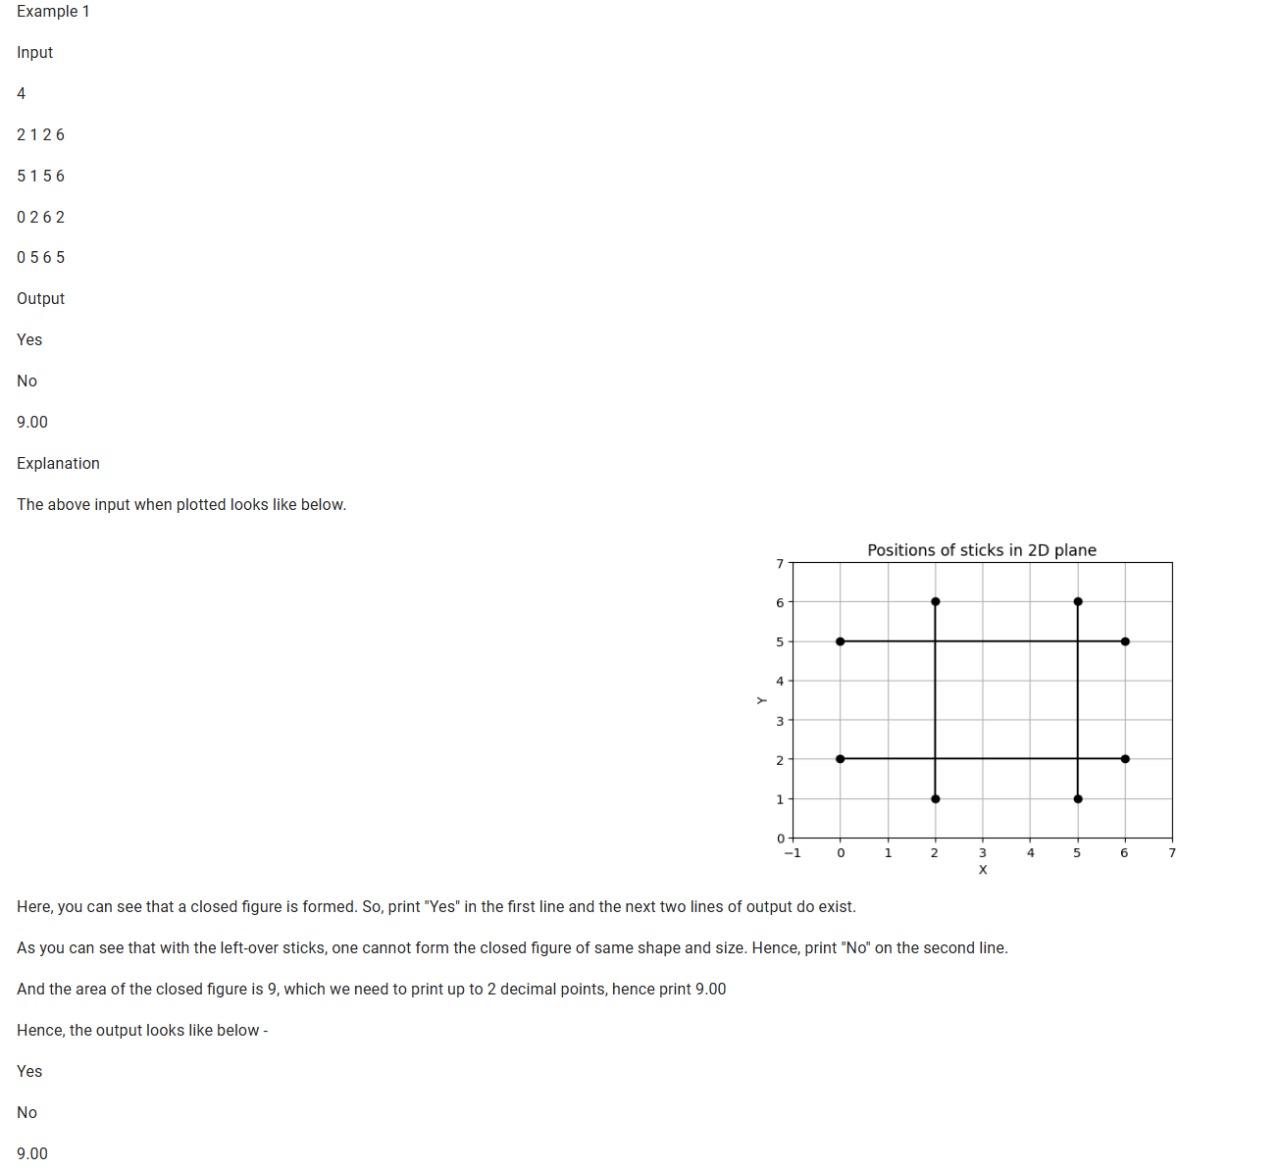 Example 1
Input
4
2 1 2 6
5 1 5 6
0 2 6 2
0 5 6 5
Output
Yes
No
9.00
Explanation
The above input when plotted looks like below.
Positions of sticks in 2D plane
7
6
5
4
3
2
1
0
Y
−1 0 1 2 3 4 5 6 7
X
Here, you can see that a closed figure is formed. So, print "Yes" in the first line and the next two lines of output do exist.
As you can see that with the left-over sticks, one cannot form the closed figure of same shape and size. Hence, print "No" on the second line.
And the area of the closed figure is 9, which we need to print up to 2 decimal points, hence print 9.00
Hence, the output looks like below -
Yes
No
9.00